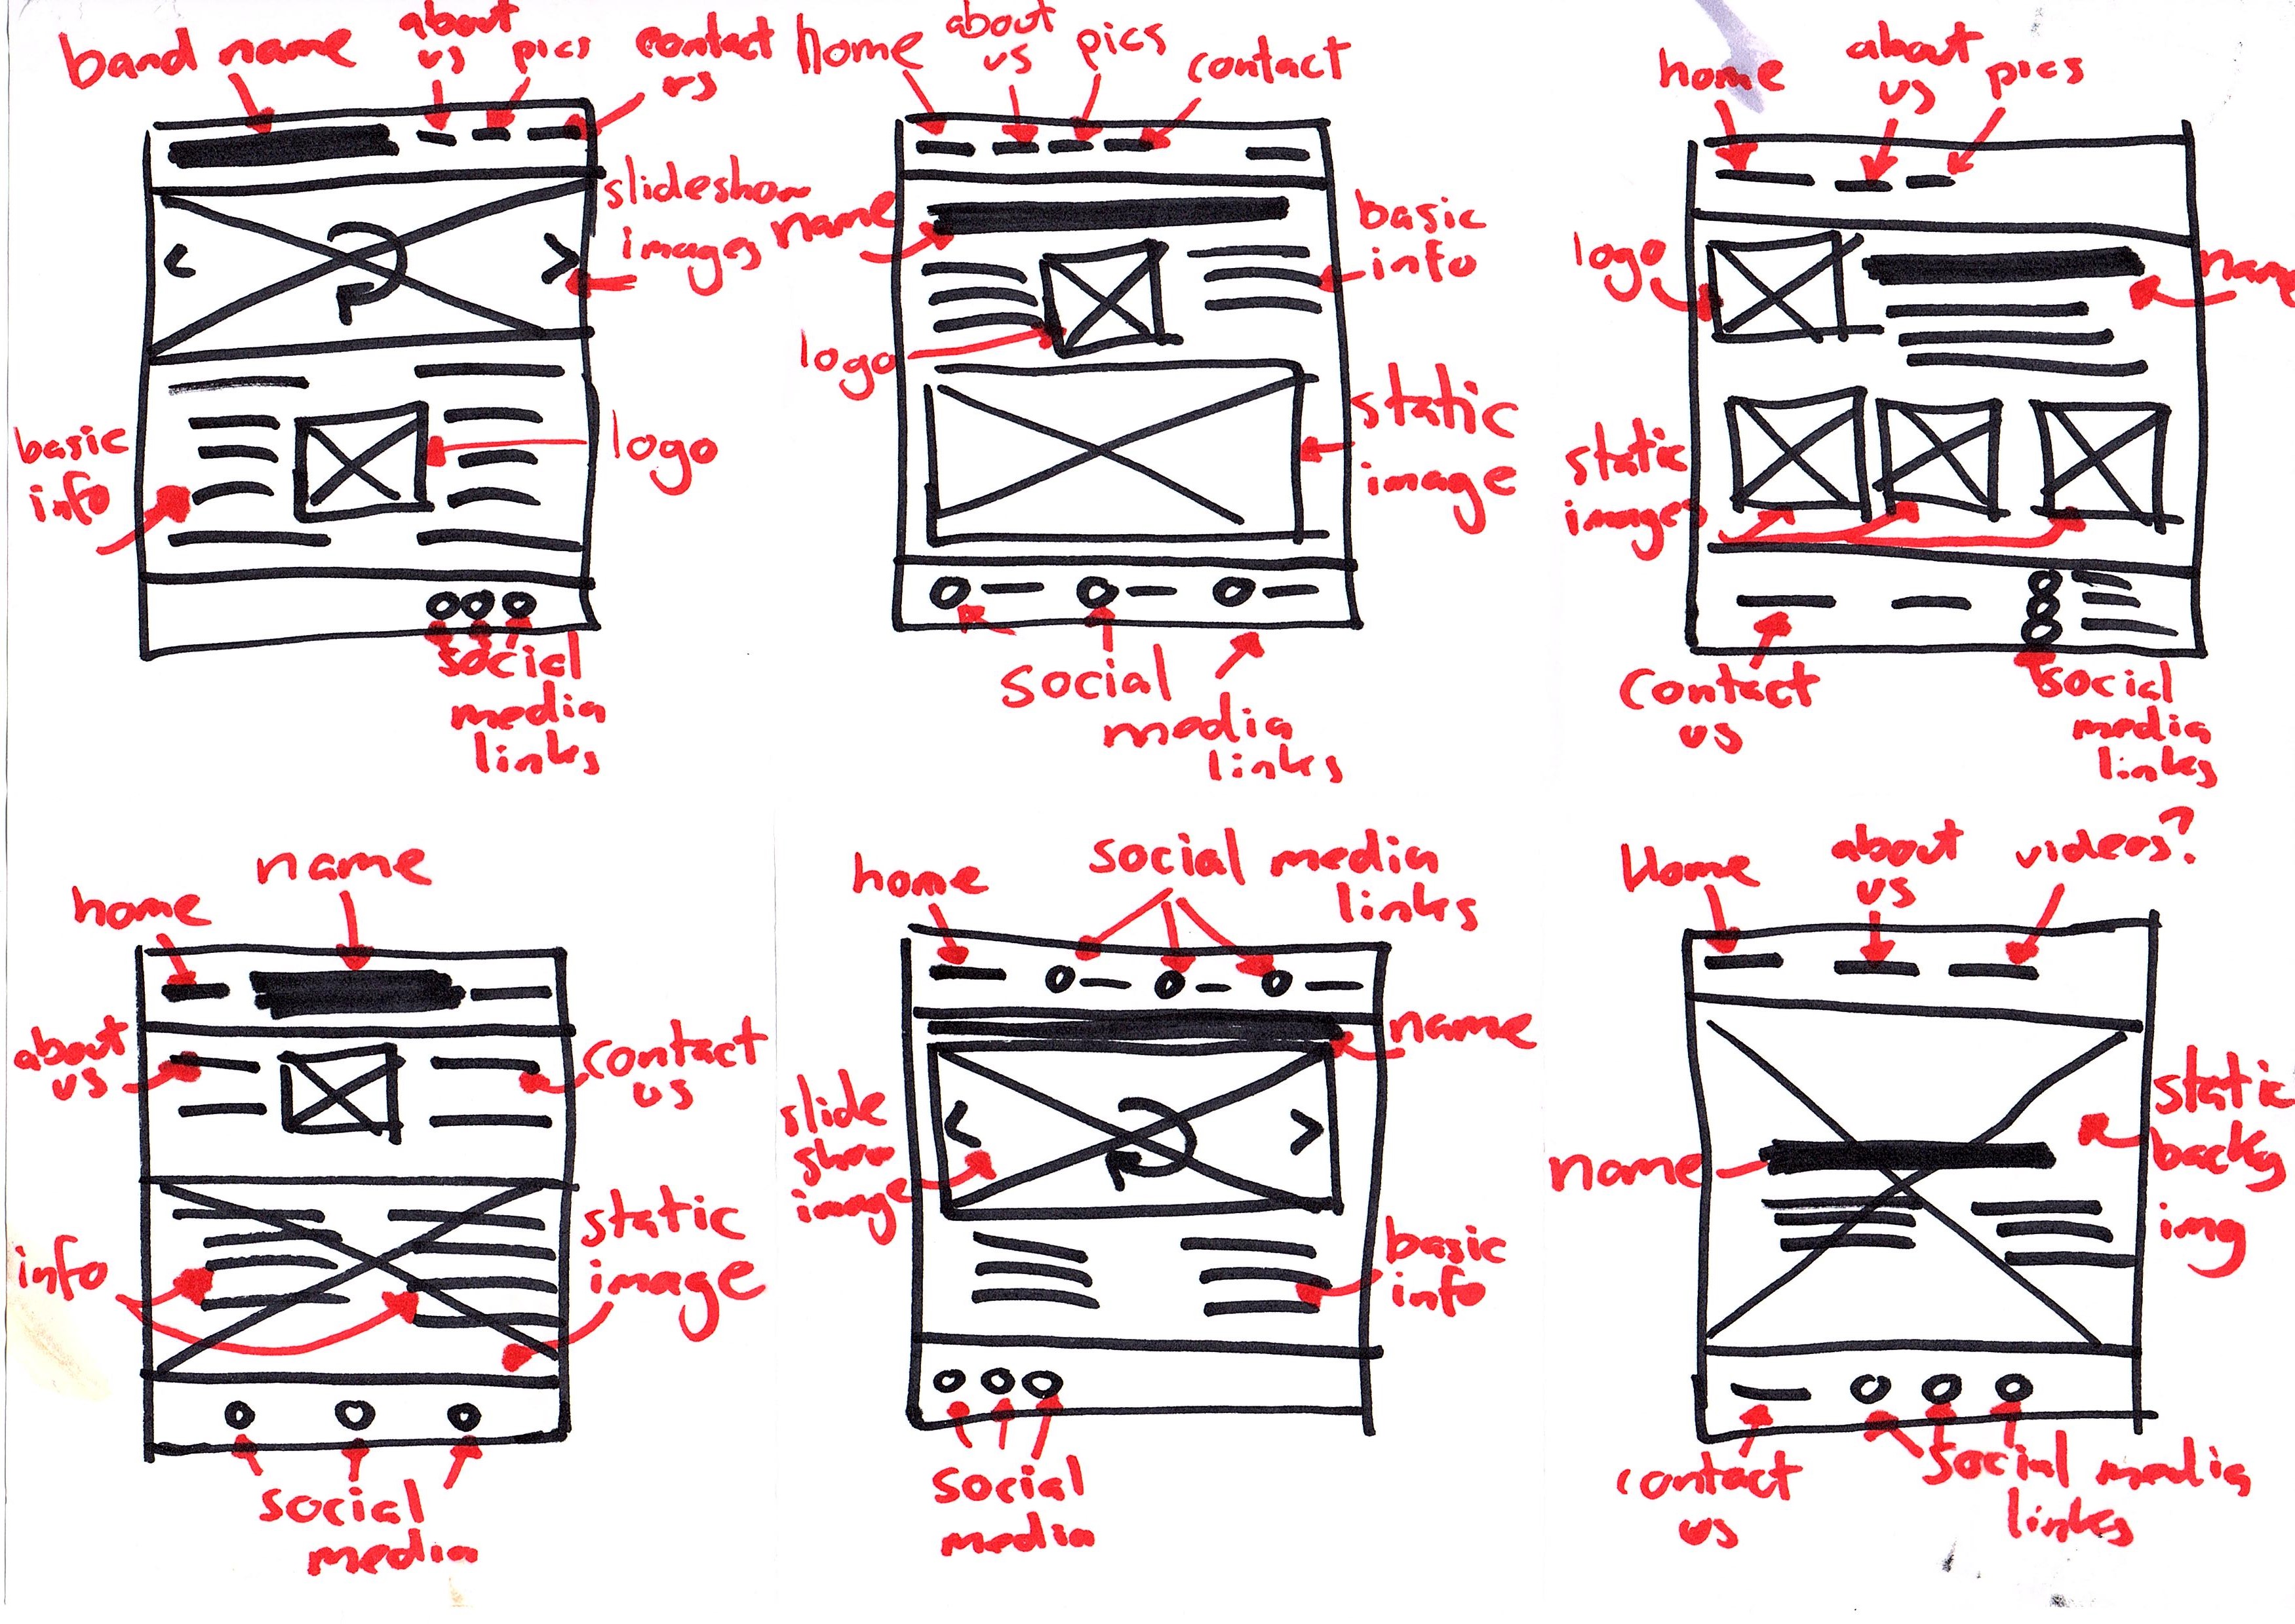 band name
about
us
pics
contact
us
slideshow
images
basic
info
logo
social
media
links
home
about
us
pics
contact
name
basic
info
logo
static
image
social
media
links
home
about
us
pics
logo
name
static
images
contact
us
social
media
links
name
home
about
us
contact
us
info
static
image
social
media
home
social media
links
name
slide
show
image
basic
info
social
media
Home
about
us
videos?
name
static
backg
img
contact
us
social media
links